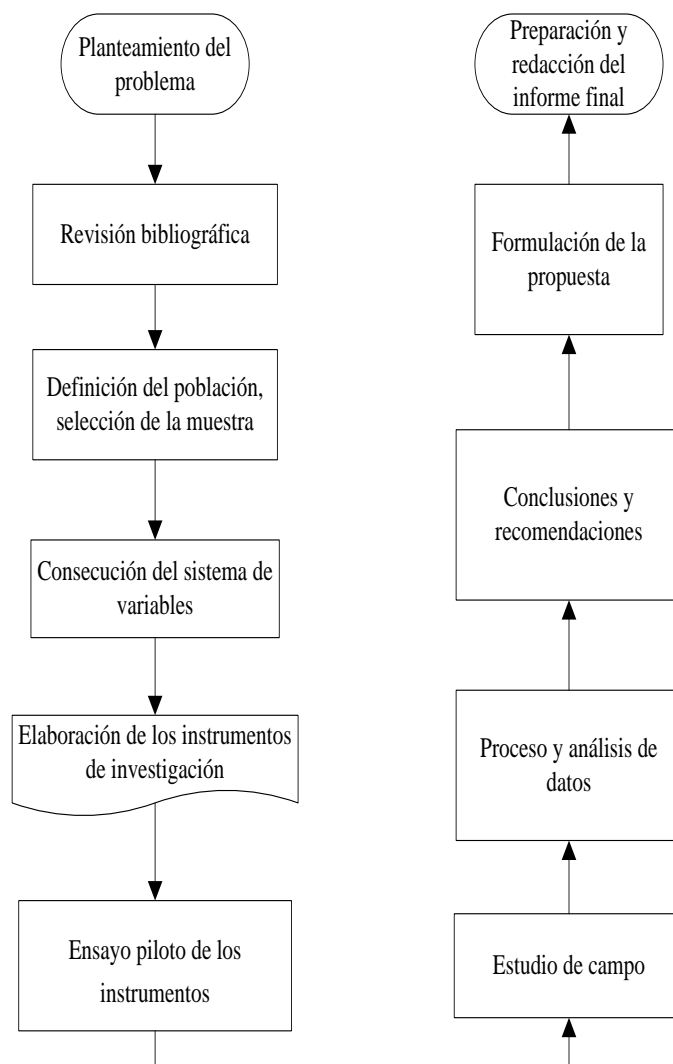 Planteamiento del
problema
Revisión bibliográfica
Definición del población,
selección de la muestra
Consecución del sistema de
variables
Elaboración de los instrumentos
de investigación
Ensayo piloto de los
instrumentos
Preparación y
redacción del
informe final
Formulación de la
propuesta
Conclusiones y
recomendaciones
Proceso y análisis de
datos
Estudio de campo